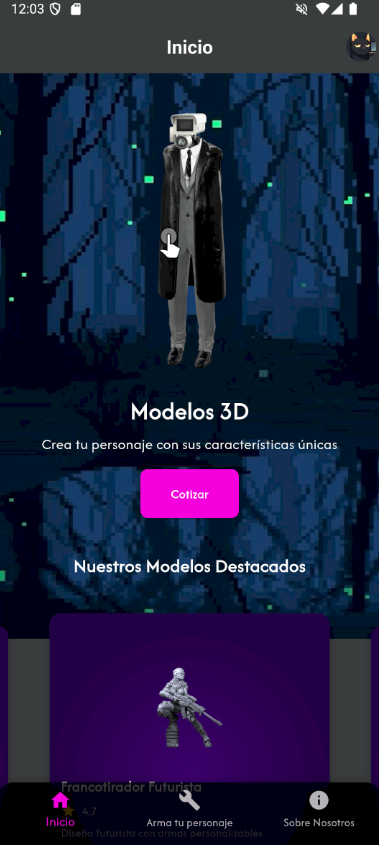 12:03
Inicio
Modelos 3D
Crea tu personaje con sus características únicas
Cotizar
Nuestros Modelos Destacados
Francotirador Futurista
4.7
Diseño futurista con armas personalizables
Inicio
Arma tu personaje
Sobre Nosotros